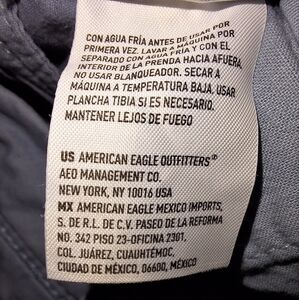 CON AGUA FRÍA ANTES DE USAR POR
PRIMERA VEZ. LAVAR A MÁQUINA POR
SEPARADO CON AGUA FRÍA Y CON EL
INTERIOR DE LA PRENDA HACIA AFUERA.
NO USAR BLANQUEADOR. SECAR A
MÁQUINA A TEMPERATURA BAJA. USAR
PLANCHA TIBIA SI ES NECESARIO.
MANTENER LEJOS DE FUEGO
US AMERICAN EAGLE OUTFITTERS®
AEO MANAGEMENT CO.
NEW YORK, NY 10016 USA
MX AMERICAN EAGLE MEXICO IMPORTS,
S. DE R.L. DE C.V. PASEO DE LA REFORMA
NO. 342 PISO 23-OFICINA 2301,
COL. JUÁREZ, CUAUHTÉMOC,
CIUDAD DE MÉXICO, 06600, MÉXICO